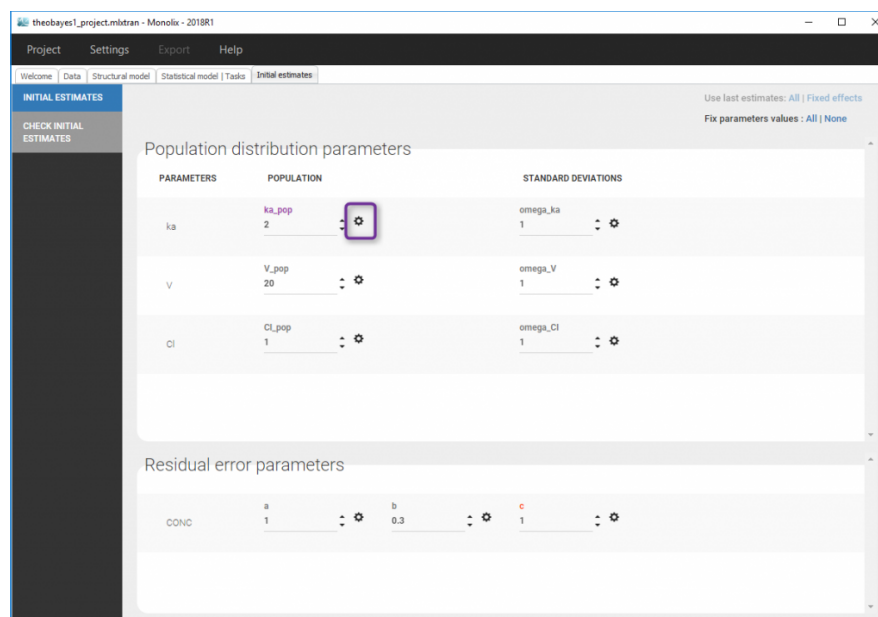 theobayes1_project.mlxtran - Monolix - 2018R1
Project Settings Export Help
Welcome Data Structural model Statistical model | Tasks Initial estimates
INITIAL ESTIMATES
CHECK INITIAL
ESTIMATES
Use last estimates: All | Fixed effects
Fix parameters values : All | None
Population distribution parameters
PARAMETERS POPULATION STANDARD DEVIATIONS
ka_pop omega_ka
ka 2 1
V_pop omega_V
V 20 1
Cl_pop omega_Cl
Cl 1 1
Residual error parameters
a b c
CONC 1 0.3 1